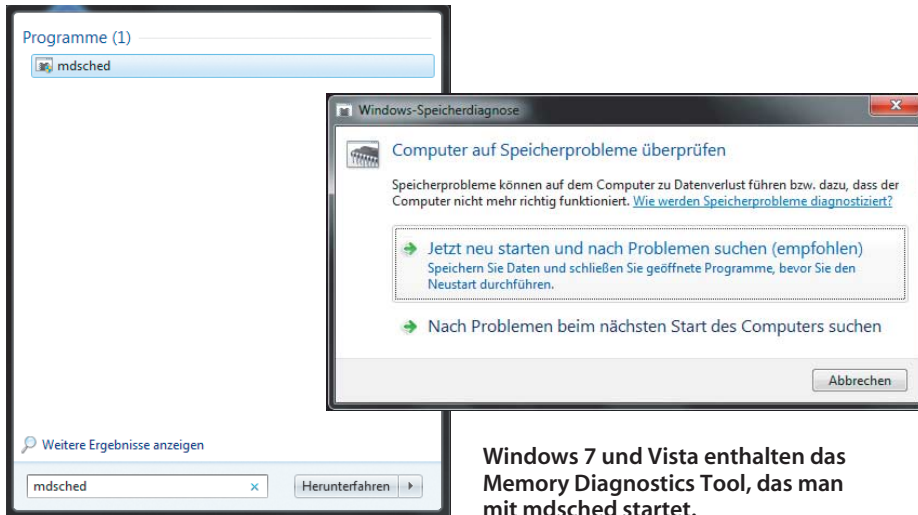 Programme (1)
mdsched
Windows-Speicherdiagnose
Computer auf Speicherprobleme überprüfen
Speicherprobleme können auf dem Computer zu Datenverlust führen bzw. dazu, dass der
Computer nicht mehr richtig funktioniert. Wie werden Speicherprobleme diagnostiziert?
Jetzt neu starten und nach Problemen suchen (empfohlen)
Speichern Sie Daten und schließen Sie geöffnete Programme, bevor Sie den
Neustart durchführen.
Nach Problemen beim nächsten Start des Computers suchen
Abbrechen
Weitere Ergebnisse anzeigen
mdsched
Herunterfahren
Windows 7 und Vista enthalten das
Memory Diagnostics Tool, das man
mit mdsched startet.